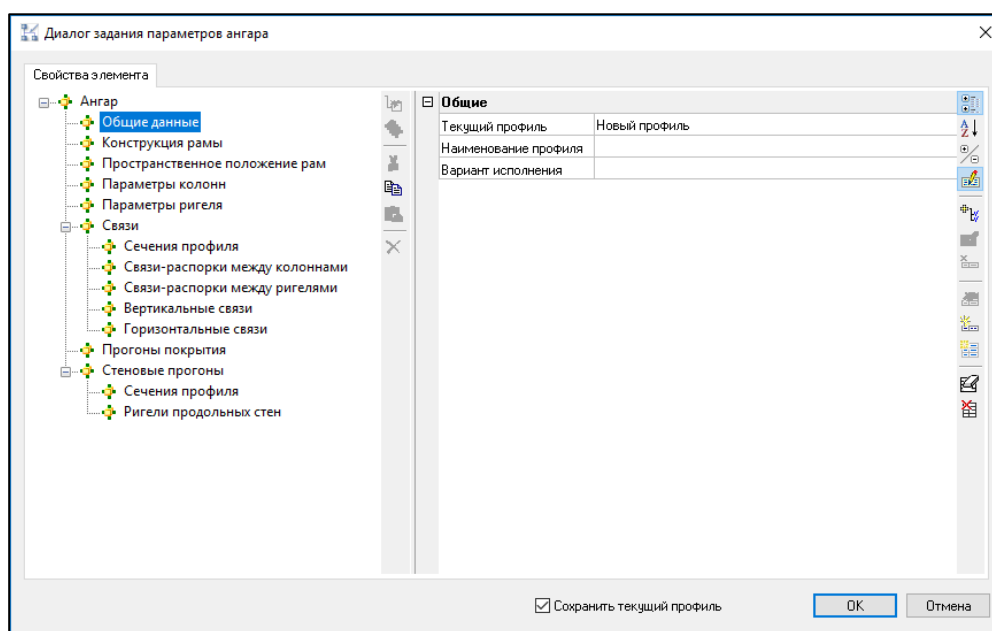 Диалог задания параметров ангара
Свойства элемента
Ангар
Общие данные
Конструкция рамы
Пространственное положение рам
Параметры колонн
Параметры ригеля
Связи
Сечения профиля
Связи-распорки между колоннами
Связи-распорки между ригелями
Вертикальные связи
Горизонтальные связи
Прогоны покрытия
Стеновые прогоны
Сечения профиля
Ригели продольных стен
Общие
Текущий профиль Новый профиль
Наименование профиля
Вариант исполнения
Сохранить текущий профиль OK Отмена